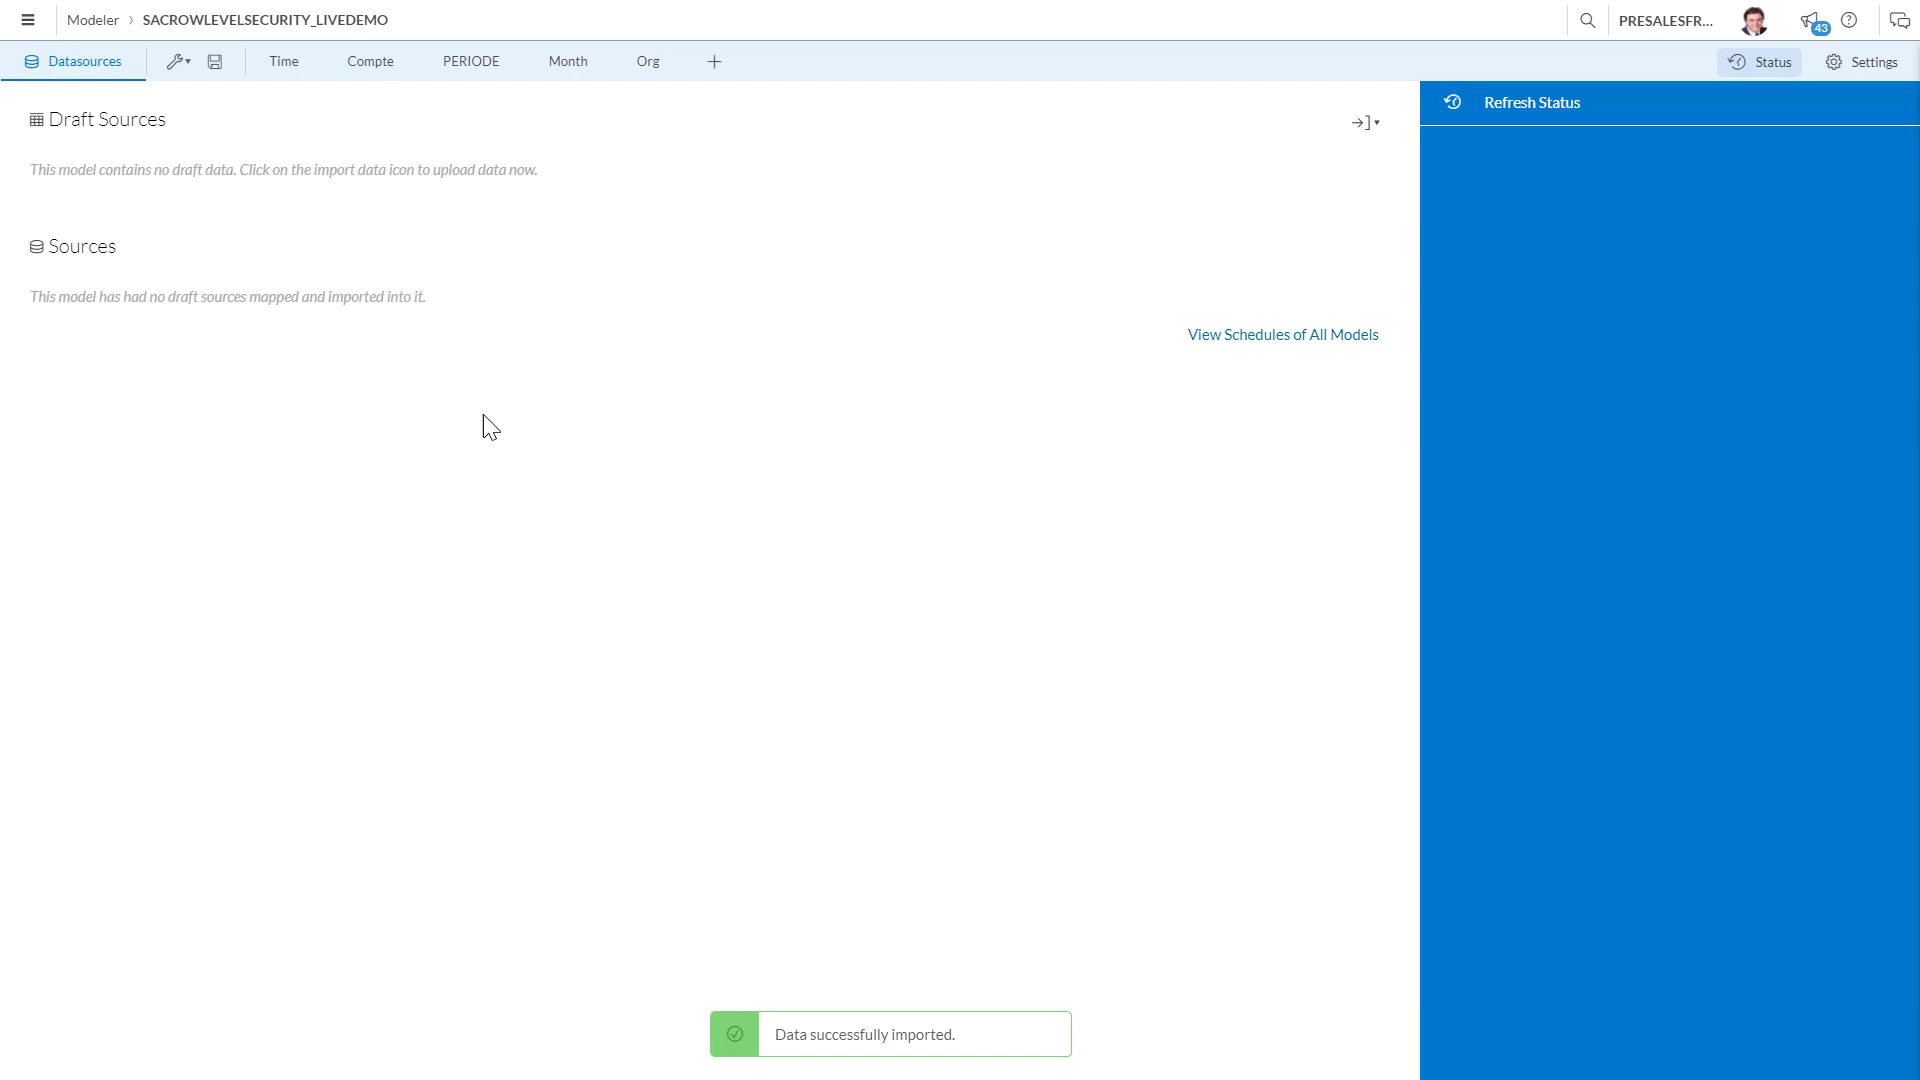 Modeler › SACROWLEVELSECURITY_LIVEDEMO
PRESALESFR...
43
Datasources
Time
Compte
PERIODE
Month
Org
Status
Settings
Draft Sources
Refresh Status
This model contains no draft data. Click on the import data icon to upload data now.
Sources
This model has had no draft sources mapped and imported into it.
View Schedules of All Models
Data successfully imported.